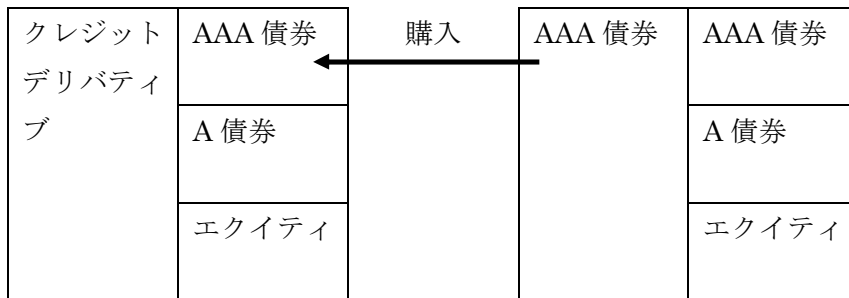 クレジット
デリバティ
ブ
AAA 債券
A 債券
エクイティ
購入
AAA 債券
AAA 債券
A 債券
エクイティ